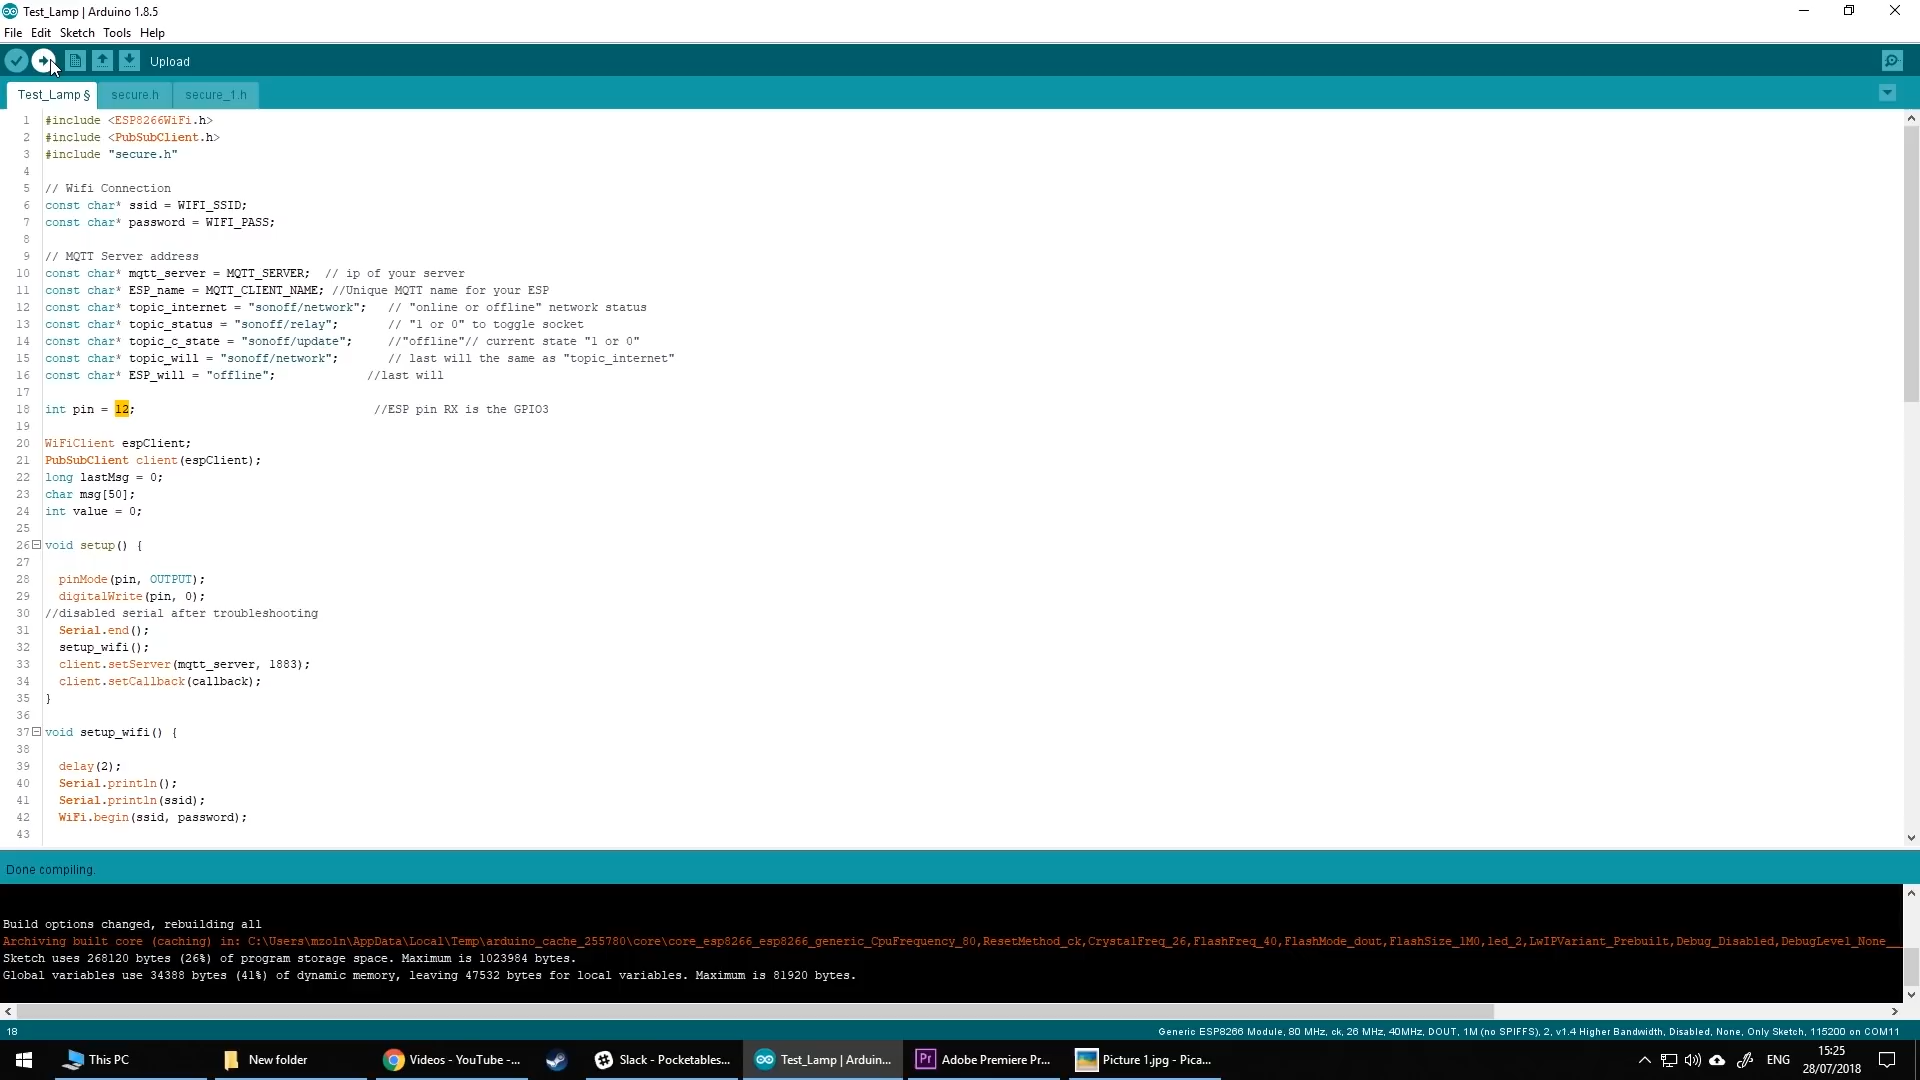 Test_Lamp | Arduino 1.8.5
File Edit Sketch Tools Help
Upload
Test_Lamp § secure.h secure_1.h
1 #include <ESP8266WiFi.h>
2 #include <PubSubClient.h>
3 #include "secure.h"
4
5 // Wifi Connection
6 const char* ssid = WIFI_SSID;
7 const char* password = WIFI_PASS;
8
9 // MQTT Server address
10 const char* mqtt_server = MQTT_SERVER; // ip of your server
11 const char* ESP_name = MQTT_CLIENT_NAME; //Unique MQTT name for your ESP
12 const char* topic_internet = "sonoff/network"; // "online or offline" network status
13 const char* topic_status = "sonoff/relay"; // "1 or 0" to toggle socket
14 const char* topic_c_state = "sonoff/update"; //"offline"// current state "1 or 0"
15 const char* topic_will = "sonoff/network"; // last will the same as "topic_internet"
16 const char* ESP_will = "offline"; //last will
17
18 int pin = 12; //ESP pin RX is the GPIO3
19
20 WiFiClient espClient;
21 PubSubClient client(espClient);
22 long lastMsg = 0;
23 char msg[50];
24 int value = 0;
25
26 void setup() {
27
28 pinMode(pin, OUTPUT);
29 digitalWrite(pin, 0);
30 //disabled serial after troubleshooting
31 Serial.end();
32 setup_wifi();
33 client.setServer(mqtt_server, 1883);
34 client.setCallback(callback);
35 }
36
37 void setup_wifi() {
38
39 delay(2);
40 Serial.println();
41 Serial.println(ssid);
42 WiFi.begin(ssid, password);
43
Done compiling.
Build options changed, rebuilding all
Archiving built core (caching) in: C:\Users\mzoln\AppData\Local\Temp\arduino_cache_255780\core\core_esp8266_esp8266_generic_CpuFrequency_80,ResetMethod_ck,CrystalFreq_26,FlashFreq_40,FlashMode_dout,FlashSize_1M0,led_2,LwIPVariant_Prebuilt,Debug_Disabled,DebugLevel_None__
Sketch uses 268120 bytes (26%) of program storage space. Maximum is 1023984 bytes.
Global variables use 34388 bytes (41%) of dynamic memory, leaving 47532 bytes for local variables. Maximum is 81920 bytes.
18 Generic ESP8266 Module, 80 MHz, ck, 26 MHz, 40MHz, DOUT, 1M (no SPIFFS), 2, v1.4 Higher Bandwidth, Disabled, None, Only Sketch, 115200 on COM11
This PC New folder Videos - YouTube -... Slack - Pocketables... Test_Lamp | Arduin... Adobe Premiere Pr... Picture 1.jpg - Pica... ENG 15:25
28/07/2018